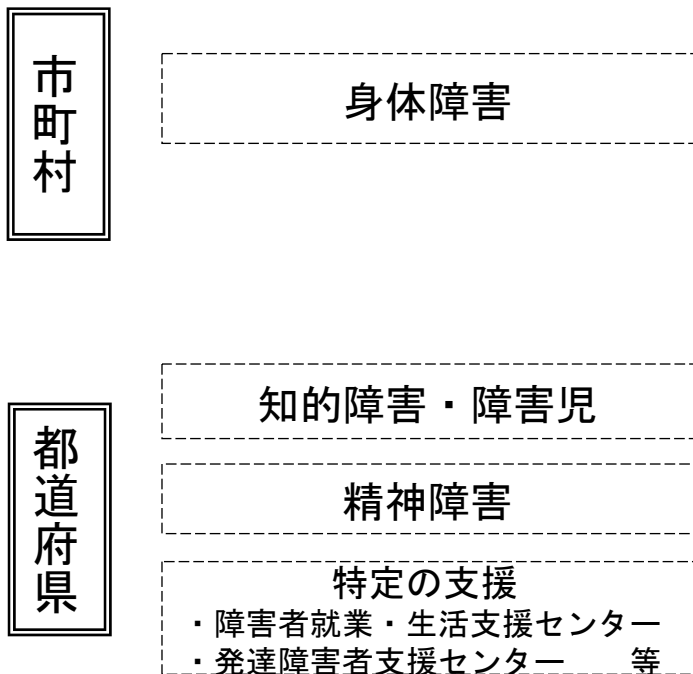 市町村
身体障害
都道府県
知的障害・障害児
精神障害
特定の支援
・障害者就業・生活支援センター
・発達障害者支援センター　　等